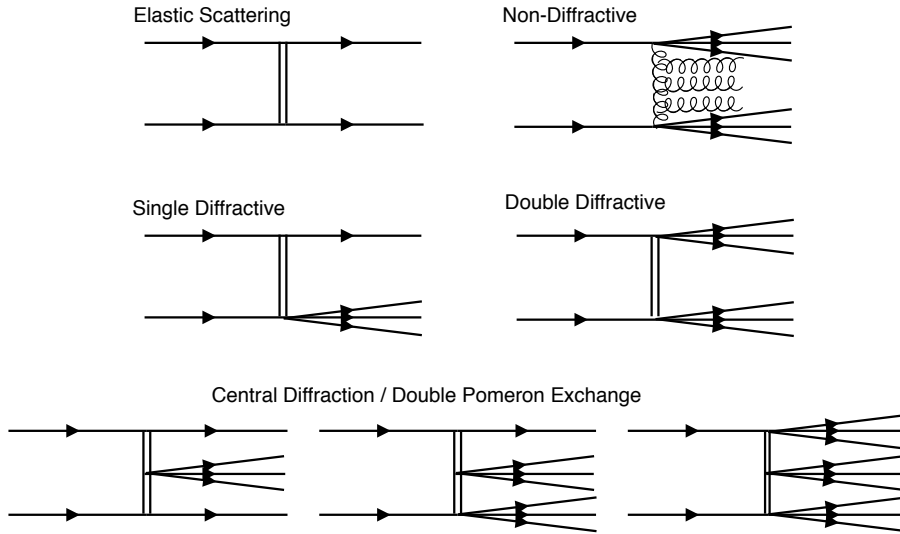 Elastic Scattering
Non-Diffractive
Single Diffractive
Double Diffractive
Central Diffraction / Double Pomeron Exchange